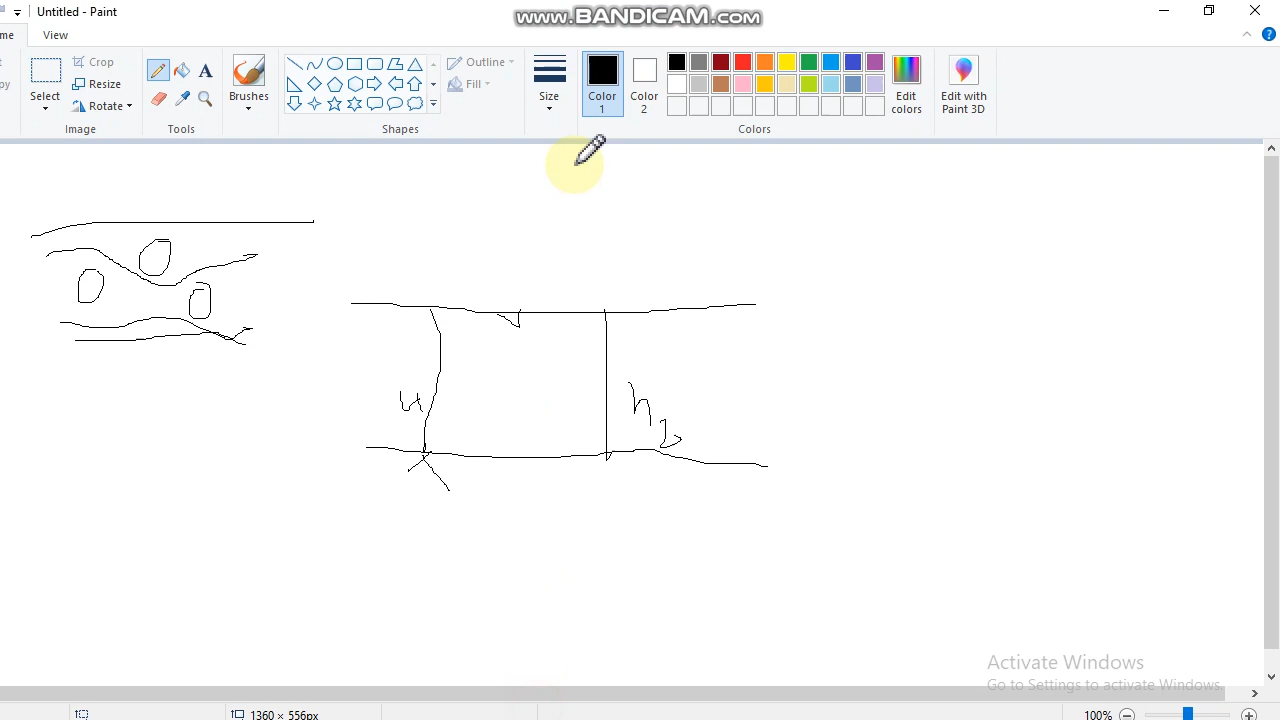 Untitled - Paint
www.BANDICAM.com
me View
Select
Crop
Resize
Rotate
Image
Tools
Brushes
Shapes
Outline
Fill
Size
Color 1
Color 2
Edit colors
Edit with Paint 3D
Colors
h2
Activate Windows
Go to Settings to activate Windows.
1360 × 556px
100%